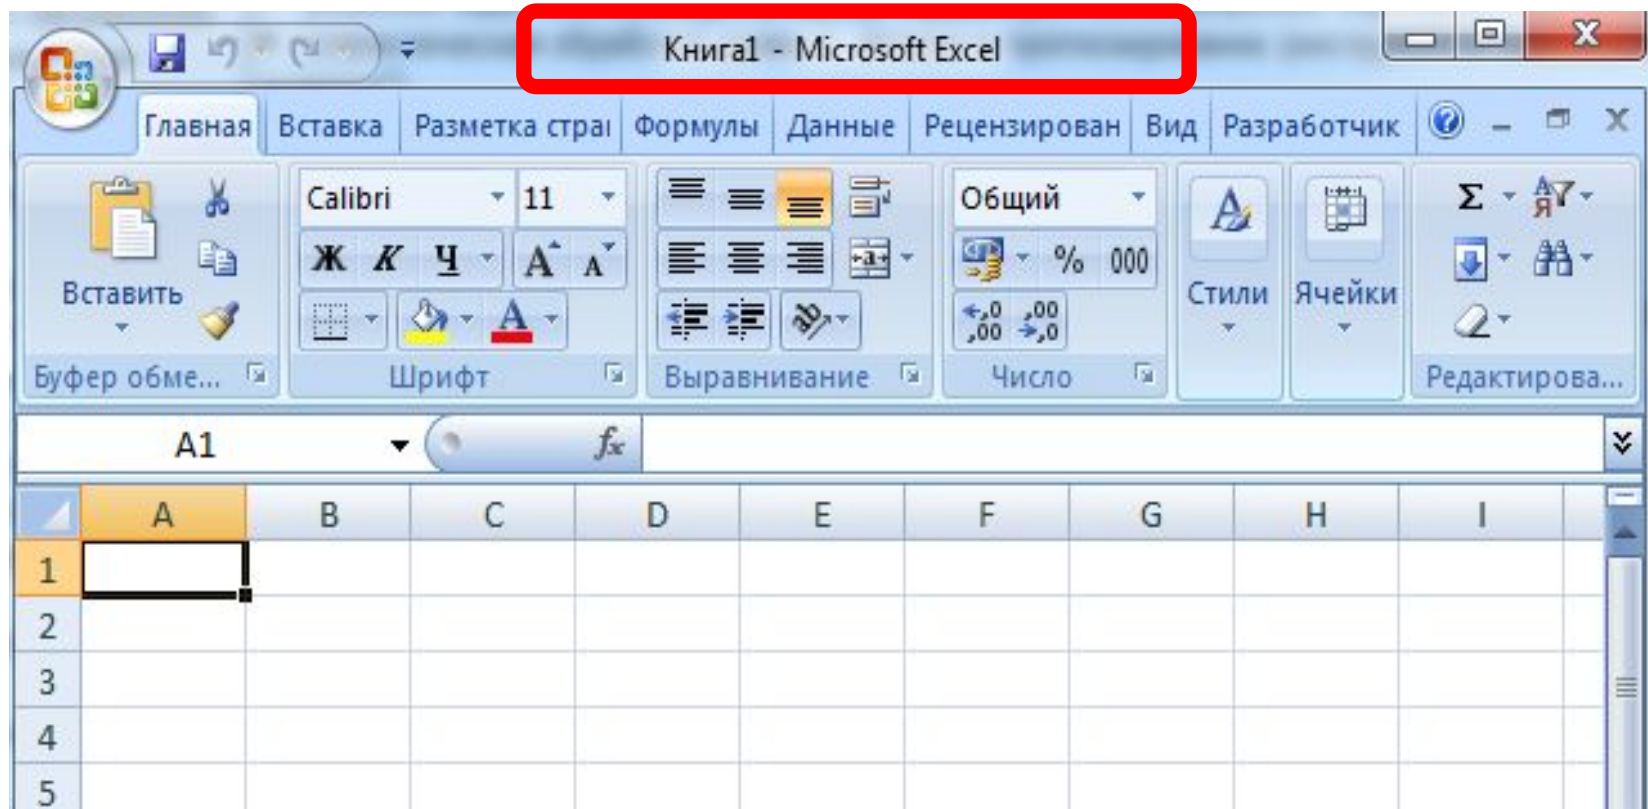 Книга1 - Microsoft Excel
Главная Вставка Разметка стра Формулы Данные Рецензирован Вид Разработчик
Calibri 11 Общий
Ж К Ч А А % 000
Вставить Стили Ячейки
Буфер обме... Шрифт Выравнивание Число Редактирова...
A1 fx
A B C D E F G H I
1
2
3
4
5